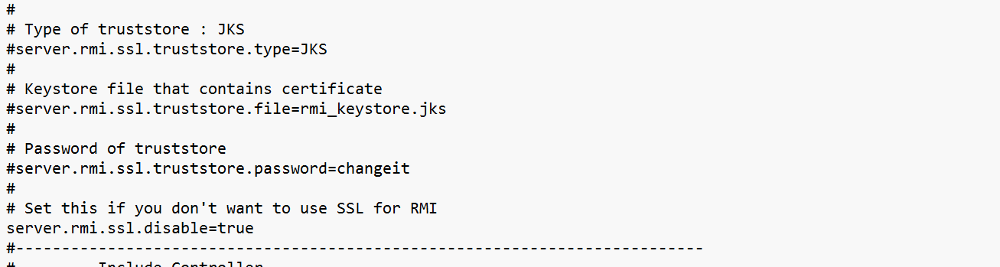 #
# Type of truststore : JKS
#server.rmi.ssl.truststore.type=JKS
#
# Keystore file that contains certificate
#server.rmi.ssl.truststore.file=rmi_keystore.jks
#
# Password of truststore
#server.rmi.ssl.truststore.password=changeit
#
# Set this if you don't want to use SSL for RMI
server.rmi.ssl.disable=true
#---------------------------------------------------------------------------
#         Include Controller